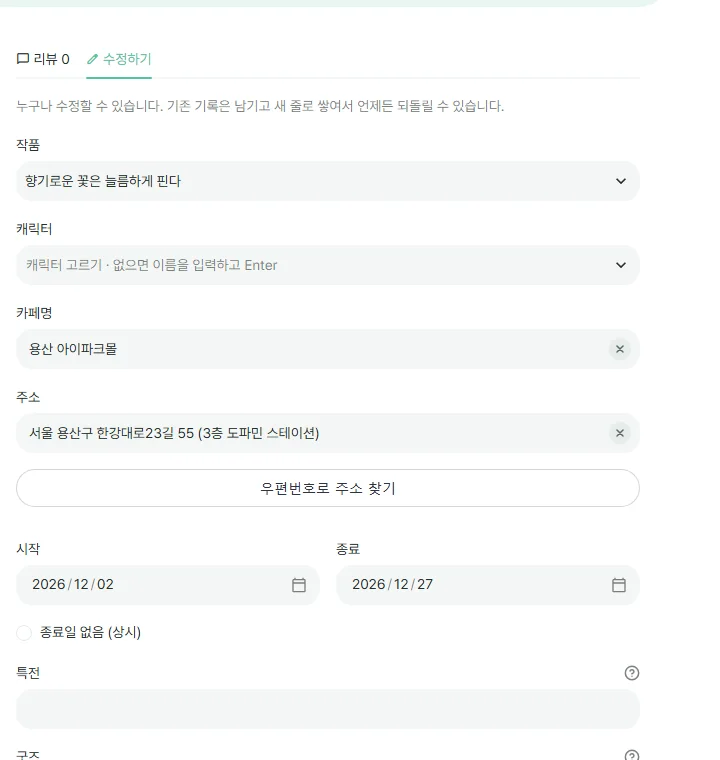 리뷰 0 수정하기
누구나 수정할 수 있습니다. 기존 기록은 남기고 새 줄로 쌓여서 언제든 되돌릴 수 있습니다.
작품
향기로운 꽃은 늘름하게 핀다
캐릭터
캐릭터 고르기 · 없으면 이름을 입력하고 Enter
카페명
용산 아이파크몰
주소
서울 용산구 한강대로23길 55 (3층 도파민 스테이션)
우편번호로 주소 찾기
시작 종료
2026/12/02 2026/12/27
종료일 없음 (상시)
특전
굿즈